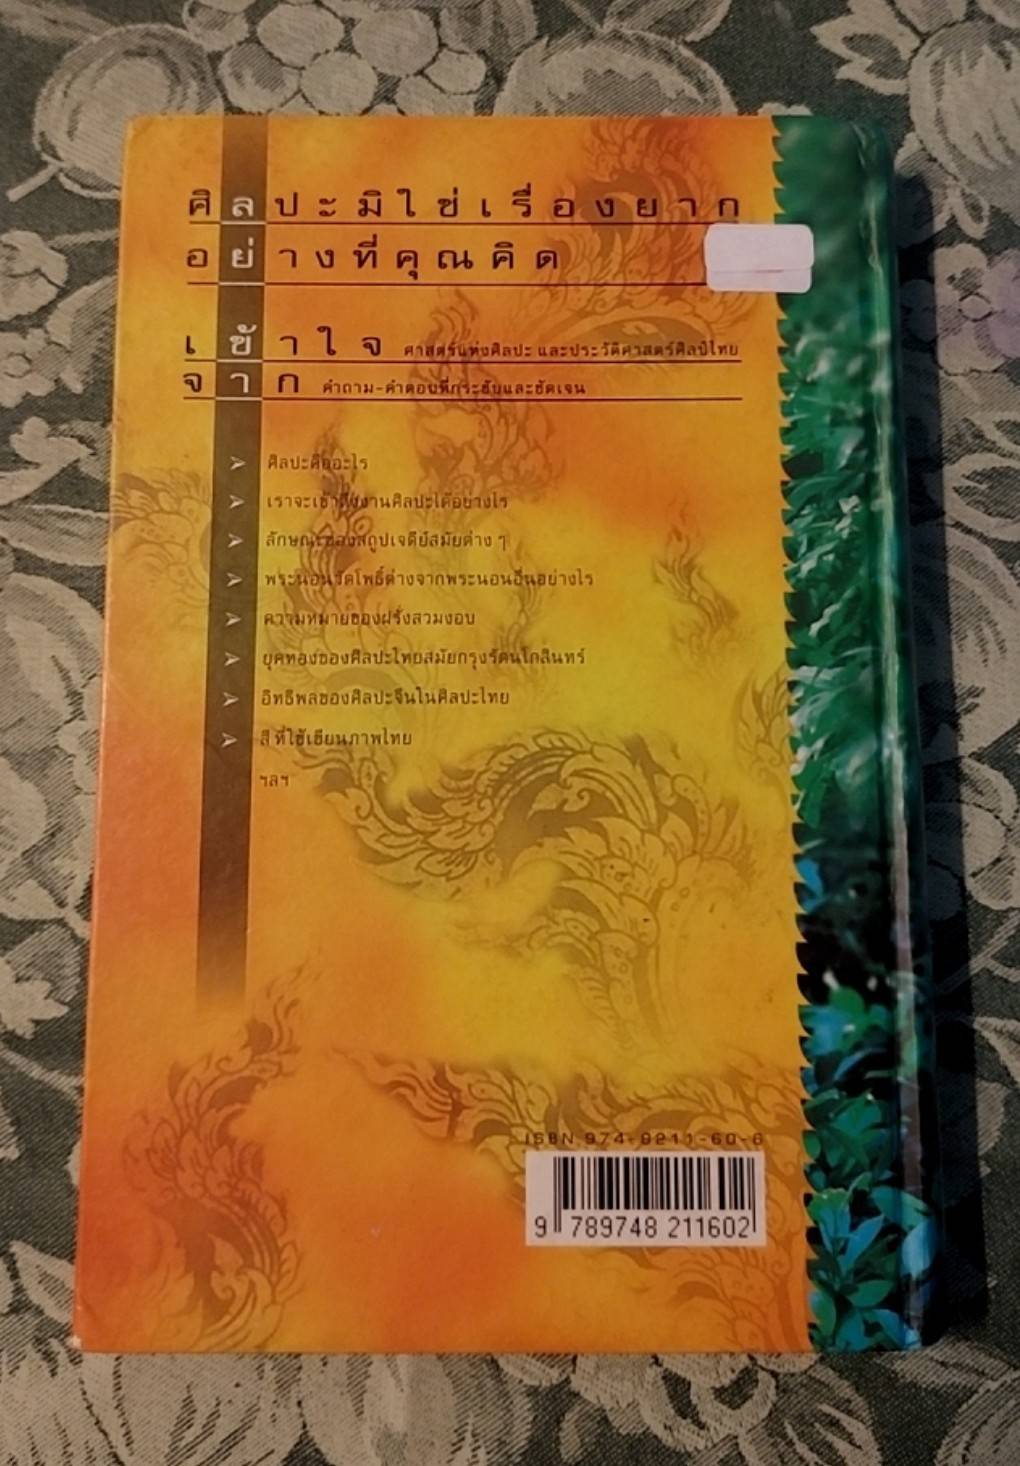 ศิลปะมิใช่เรื่องยาก
อย่างที่คุณคิด
เข้าใจ ศาสตร์แห่งศิลปะ และประวัติศาสตร์ศิลป์ไทย
จาก คำถาม-คำตอบที่กระชับและชัดเจน
ศิลปะคืออะไร
เราจะเข้าถึงงานศิลปะได้อย่างไร
ลักษณะของสถูปเจดีย์สมัยต่าง ๆ
พระนอนวัดโพธิ์ต่างจากพระนอนอื่นอย่างไร
ความหมายของฝรั่งสวมงอบ
ยุคทองของศิลปะไทยสมัยกรุงรัตนโกสินทร์
อิทธิพลของศิลปะจีนในศิลปะไทย
สีที่ใช้เขียนภาพไทย
ฯลฯ
ISBN 974-8211-60-6
9 789748 211602